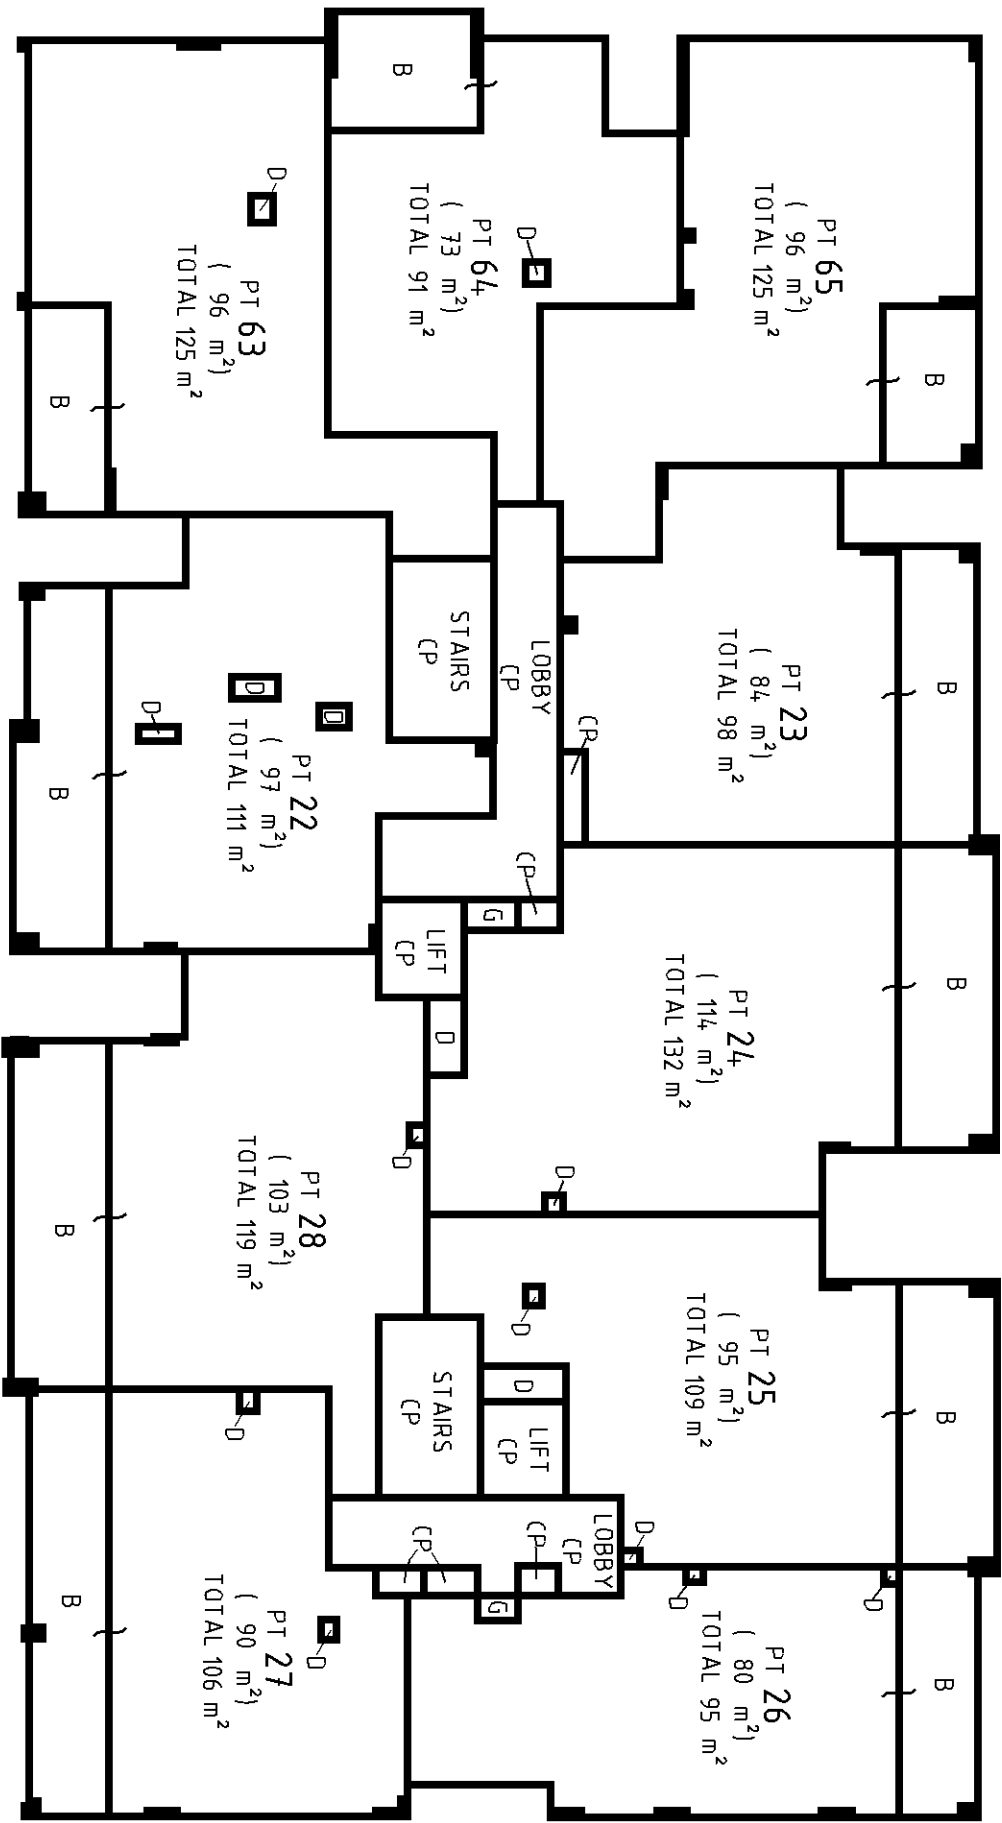 B
D
PT 63
( 96 m²)
TOTAL 125 m²
B
D
PT 64
( 73 m²)
TOTAL 91 m²
PT 65
( 96 m²)
TOTAL 125 m²
B
STAIRS
CP
LOBBY
CP
CP
PT 23
( 84 m²)
TOTAL 98 m²
B
D
D
D
PT 22
( 97 m²)
TOTAL 111 m²
B
CP
G
LIFT
CP
D
PT 24
( 114 m²)
TOTAL 132 m²
B
D
D
PT 28
( 103 m²)
TOTAL 119 m²
B
D
PT 25
( 95 m²)
TOTAL 109 m²
B
D
LIFT
CP
STAIRS
CP
D
LOBBY
CP
CP
CP
G
D
D
D
PT 26
( 80 m²)
TOTAL 95 m²
B
D
PT 27
( 90 m²)
TOTAL 106 m²
B